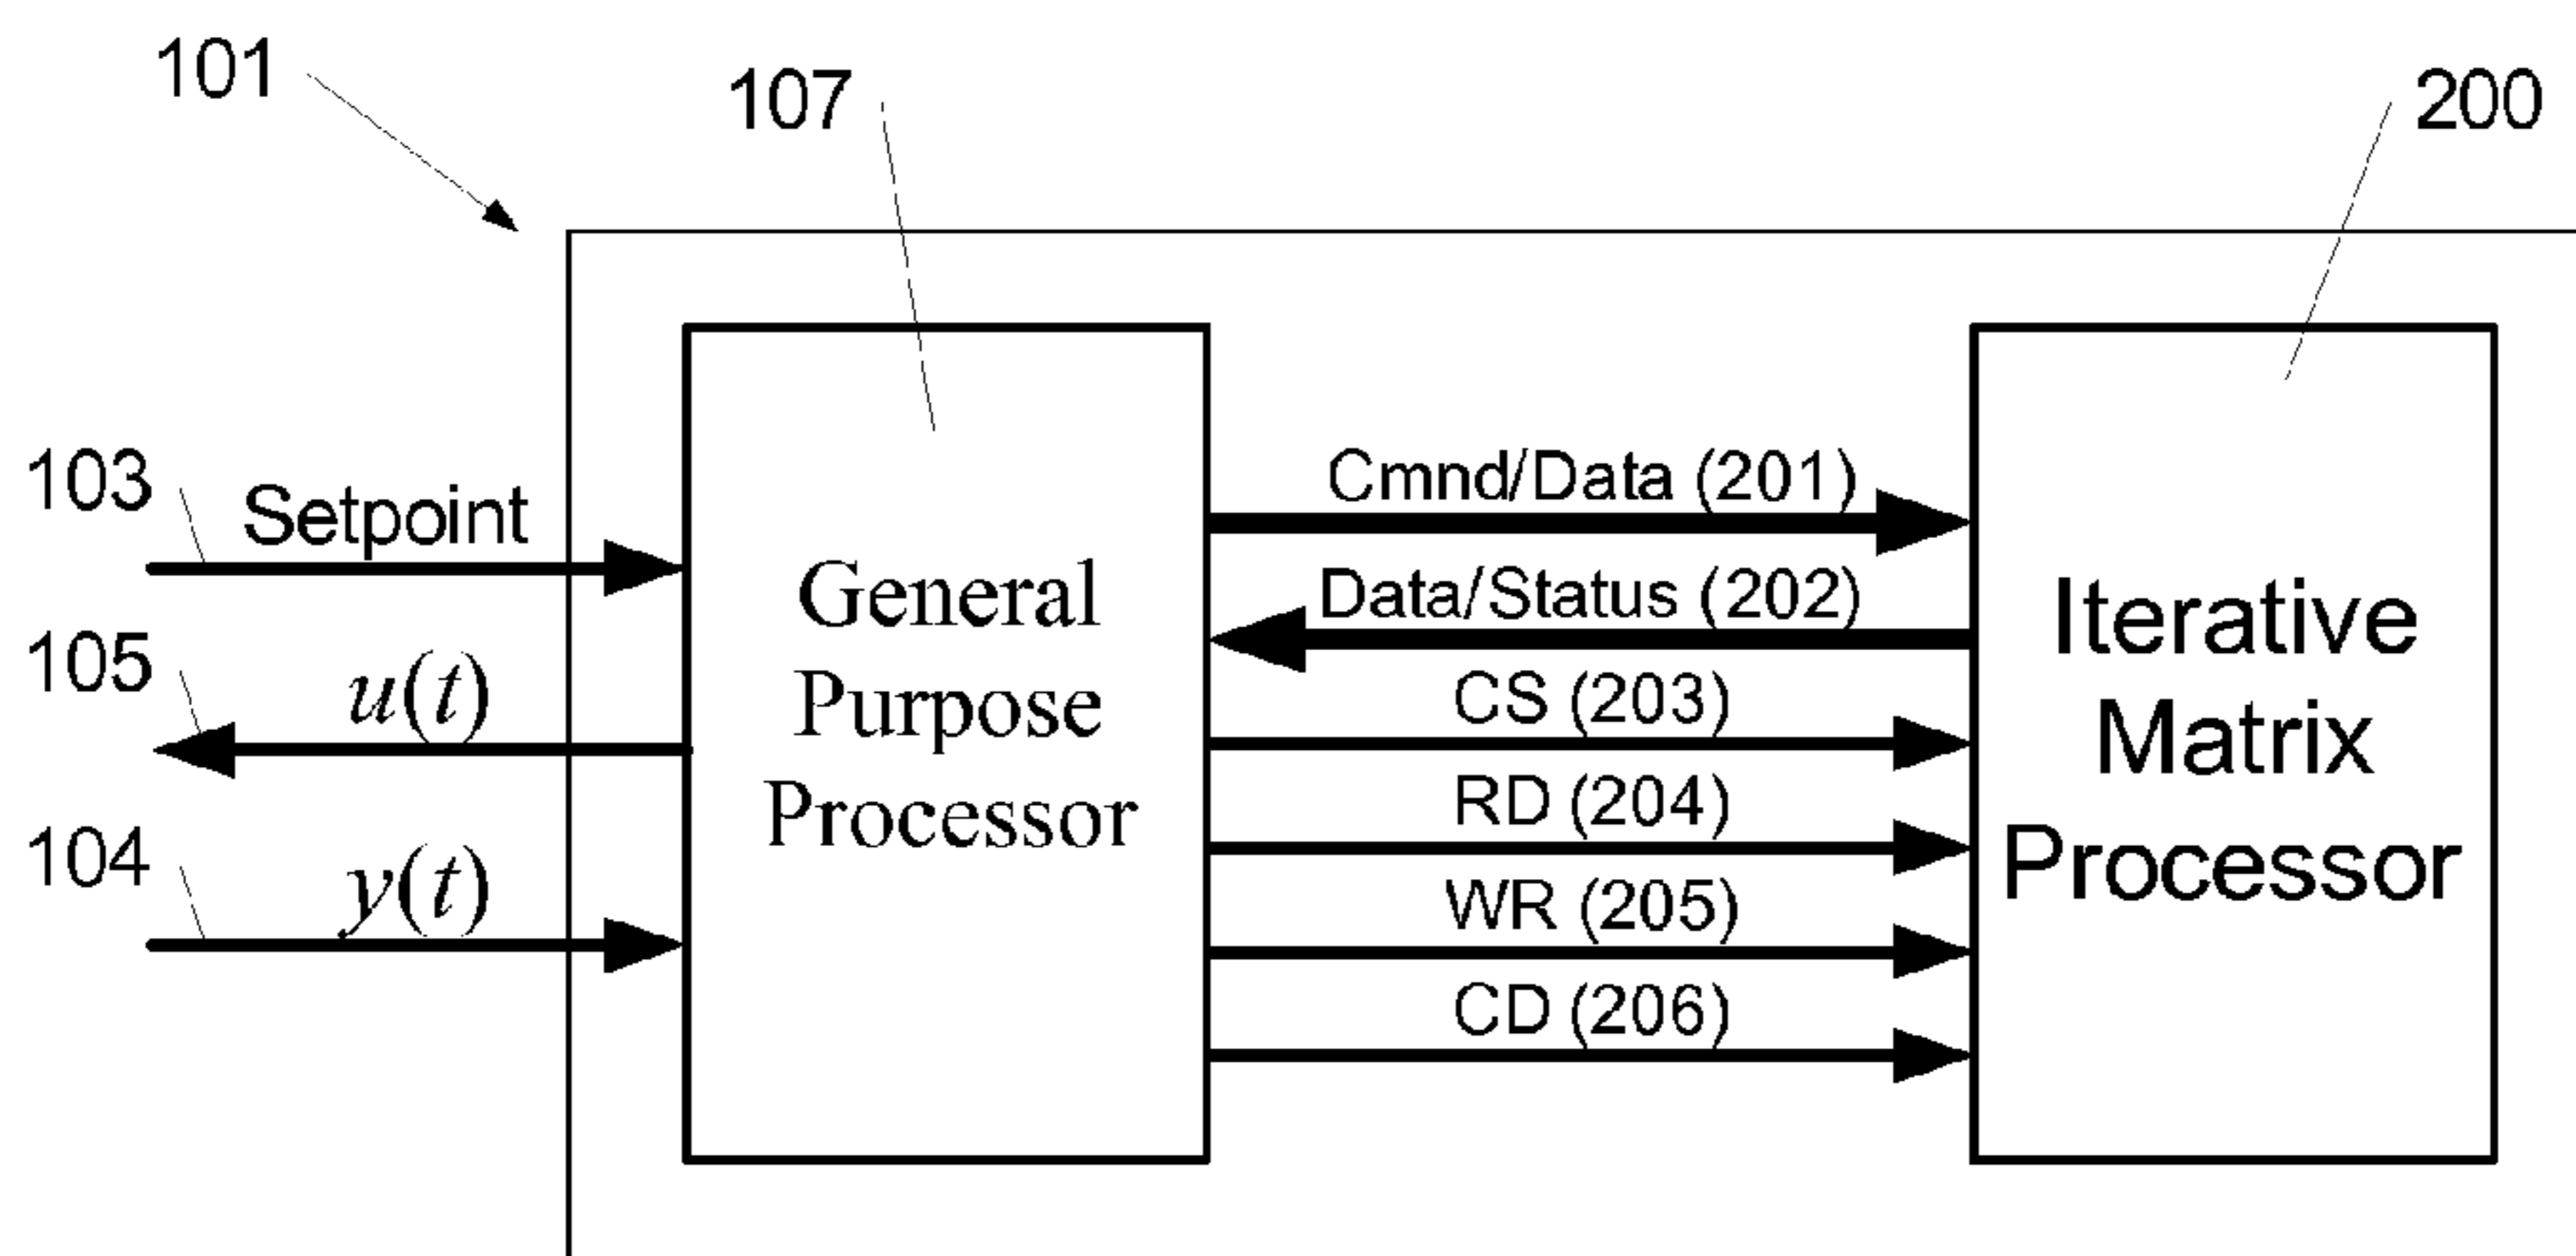 101
107
200
103
Setpoint
105
u(t)
104
y(t)
General
Purpose
Processor
Cmnd/Data (201)
Data/Status (202)
CS (203)
RD (204)
WR (205)
CD (206)
Iterative
Matrix
Processor